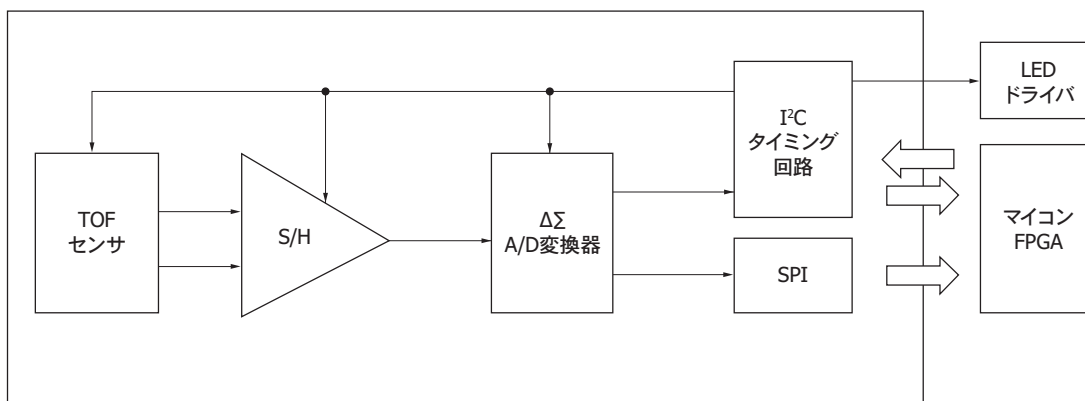 TOF
センサ
S/H
ΔΣ
A/D変換器
I²C
タイミング
回路
SPI
LED
ドライバ
マイコン
FPGA